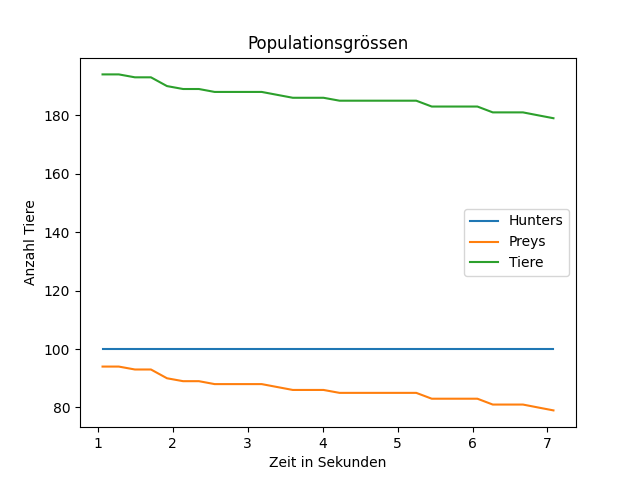 Populationsgrössen
Anzahl Tiere
180
160
140
120
100
80
Hunters
Preys
Tiere
1 2 3 4 5 6 7
Zeit in Sekunden